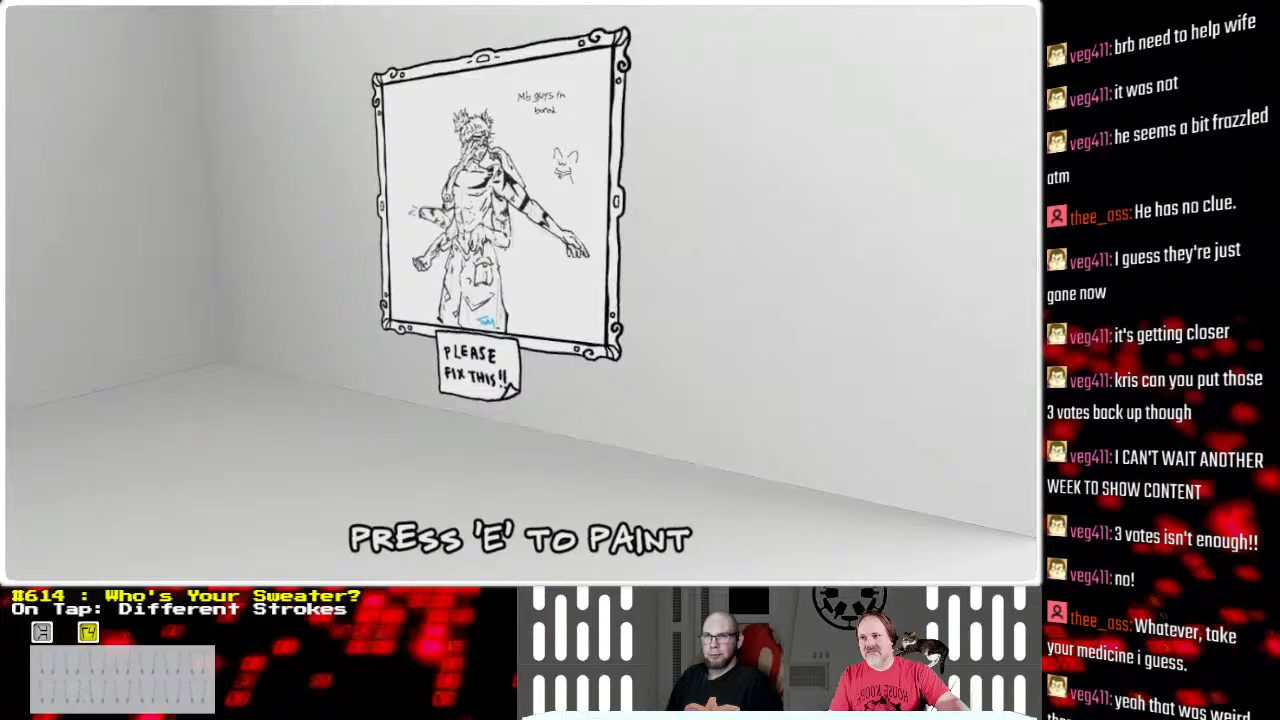 Mb guys I'm
bored
PLEASE
FIX THIS!!
PRESS 'E' TO PAINT
#614 : Who's Your Sweater?
On Tap: Different Strokes
veg411: brb need to help wife
veg411: it was not
veg411: he seems a bit frazzled
atm
thee_ass: He has no clue.
veg411: I guess they're just
gone now
veg411: it's getting closer
veg411: kris can you put those
3 votes back up though
veg411: I CAN'T WAIT ANOTHER
WEEK TO SHOW CONTENT
veg411: 3 votes isn't enough!!
veg411: no!
thee_ass: Whatever, take
your medicine i guess.
veg411: yeah that was weird